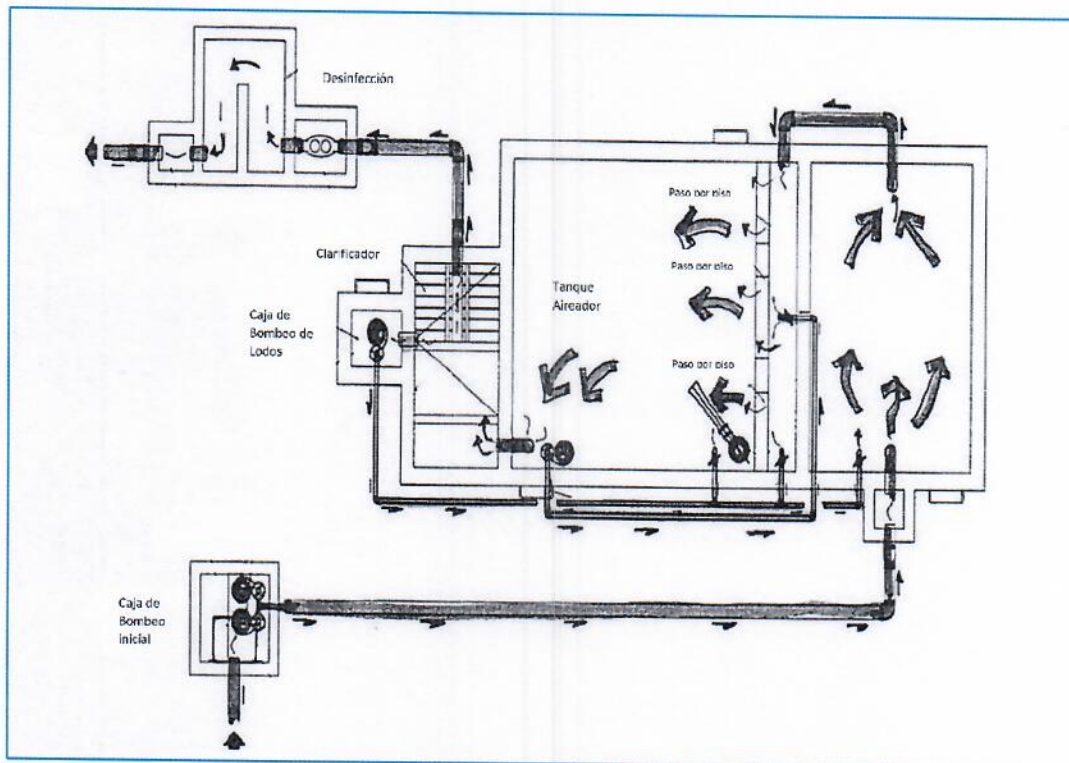 Desinfección
Paso por piso
Clarificador
Paso por piso
Tanque
Aireador
Caja de
Bombeo de
Lodos
Paso por piso
Caja de
Bombeo
inicial